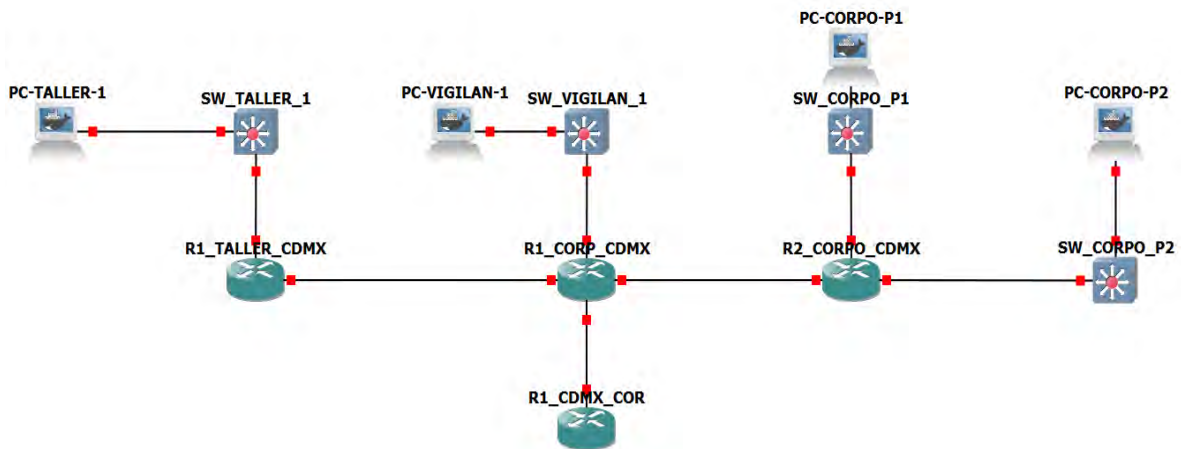 PC-CORPO-P1
PC-TALLER-1
SW_TALLER_1
PC-VIGILAN-1
SW_VIGILAN_1
SW_CORPO_P1
PC-CORPO-P2
R1_TALLER_CDMX
R1_CORP_CDMX
R2_CORPO_CDMX
SW_CORPO_P2
R1_CDMX_COR